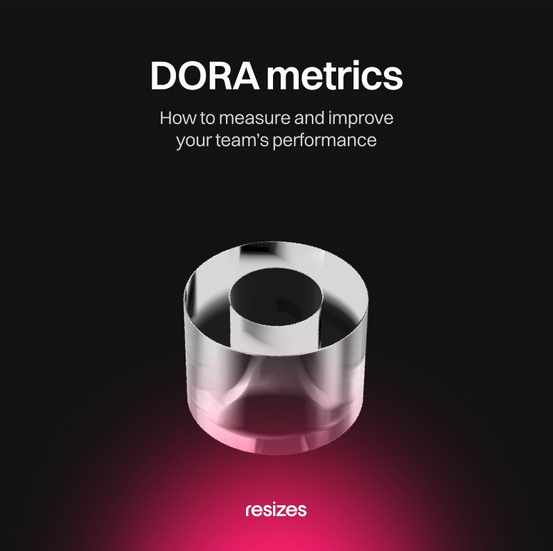 DORA metrics
How to measure and improve
your team's performance
resizes